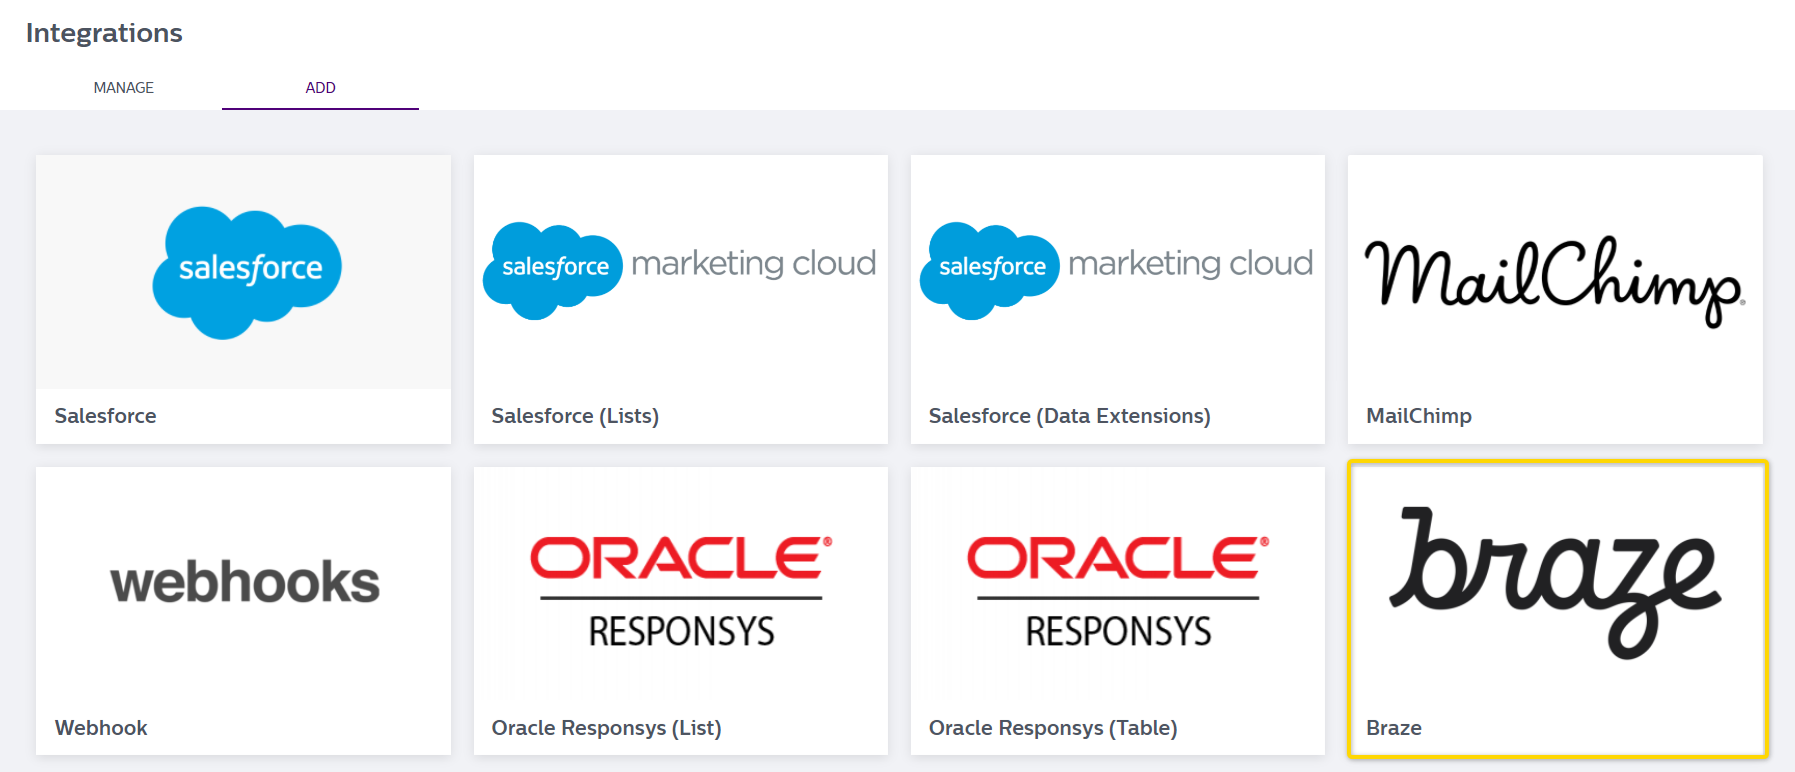 Integrations
MANAGE
ADD
salesforce
salesforce marketing cloud
salesforce marketing cloud
MailChimp®
Salesforce
Salesforce (Lists)
Salesforce (Data Extensions)
MailChimp
webhooks
ORACLE®
RESPONSYS
ORACLE®
RESPONSYS
braze
Webhook
Oracle Responsys (List)
Oracle Responsys (Table)
Braze